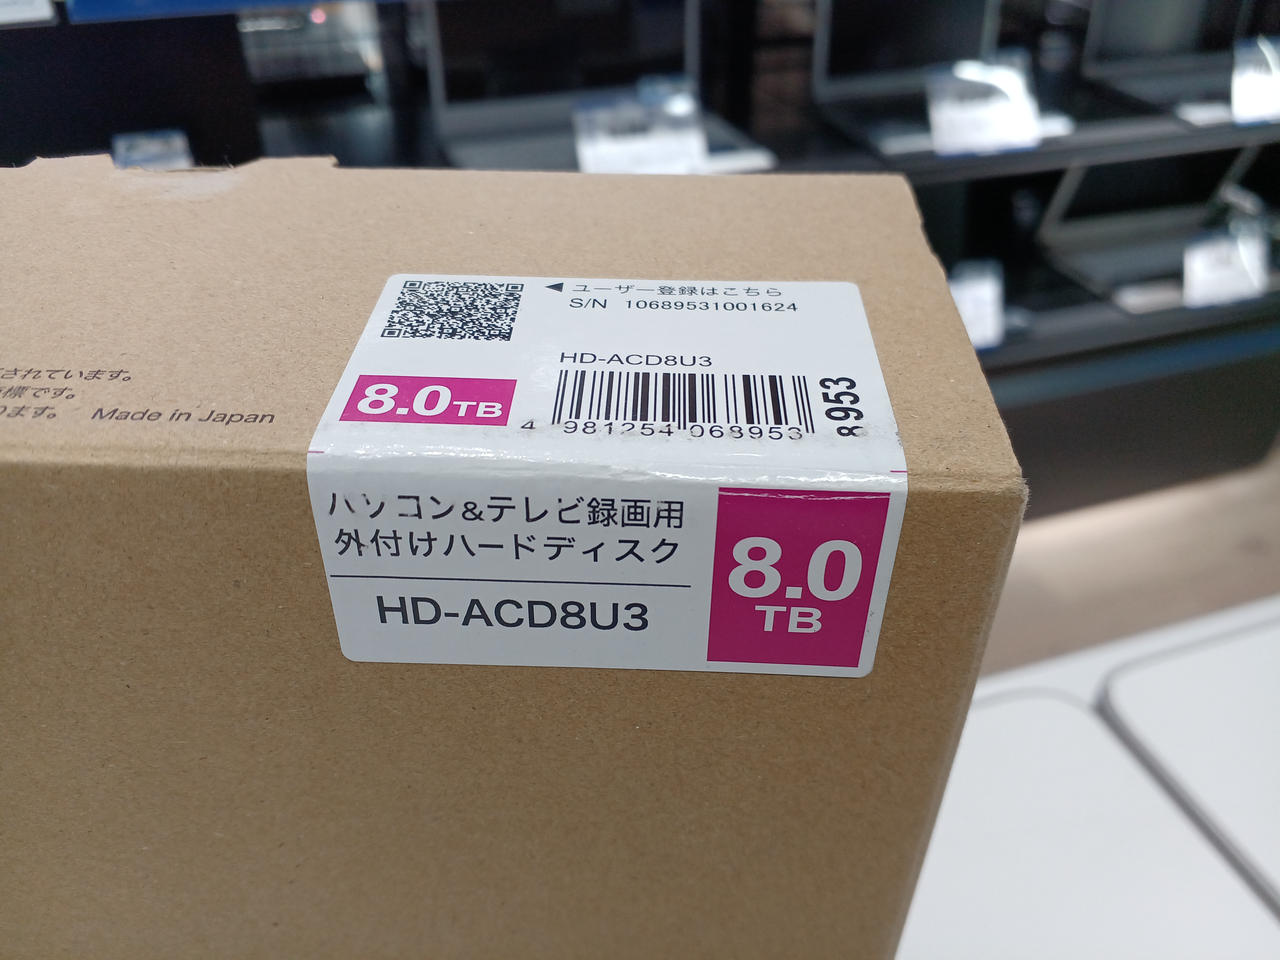 ◀ ユーザー登録はこちら
S/N 10689531001624
HD-ACD8U3
8.0TB
4 981254 068953
8953
されています。
標です。
ります。 Made in Japan
パソコン&テレビ録画用
外付けハードディスク
HD-ACD8U3
8.0
TB